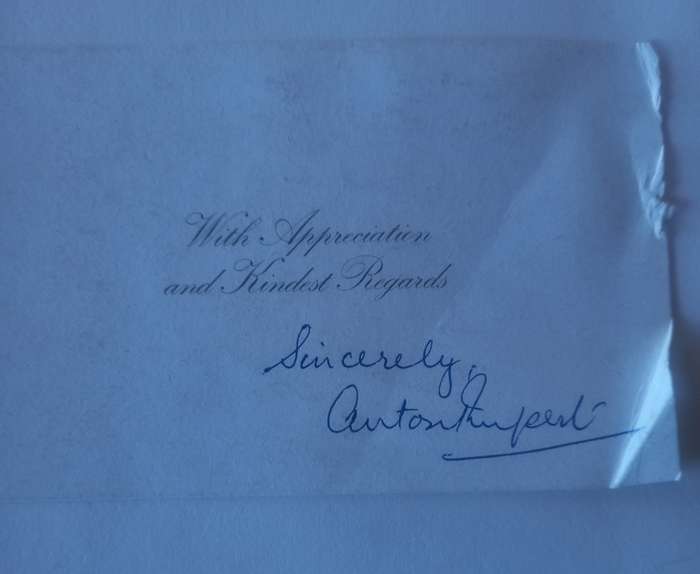 With Appreciation
and Kindest Regards
Sincerely,
Anton Rupert